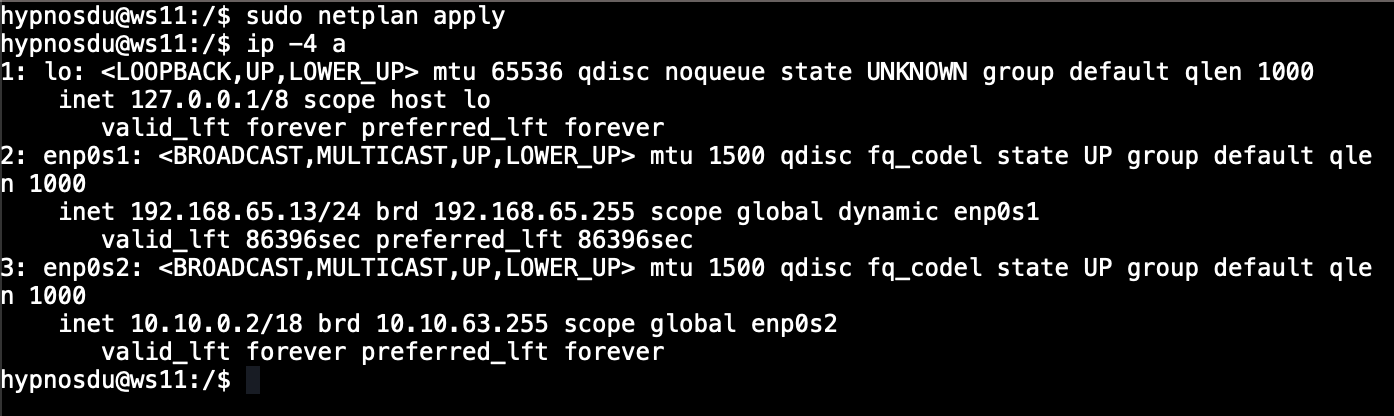 hypnosdu@ws11:/$ sudo netplan apply
hypnosdu@ws11:/$ ip -4 a
1: lo: <LOOPBACK,UP,LOWER_UP> mtu 65536 qdisc noqueue state UNKNOWN group default qlen 1000
    inet 127.0.0.1/8 scope host lo
       valid_lft forever preferred_lft forever
2: enp0s1: <BROADCAST,MULTICAST,UP,LOWER_UP> mtu 1500 qdisc fq_codel state UP group default qle
n 1000
    inet 192.168.65.13/24 brd 192.168.65.255 scope global dynamic enp0s1
       valid_lft 86396sec preferred_lft 86396sec
3: enp0s2: <BROADCAST,MULTICAST,UP,LOWER_UP> mtu 1500 qdisc fq_codel state UP group default qle
n 1000
    inet 10.10.0.2/18 brd 10.10.63.255 scope global enp0s2
       valid_lft forever preferred_lft forever
hypnosdu@ws11:/$